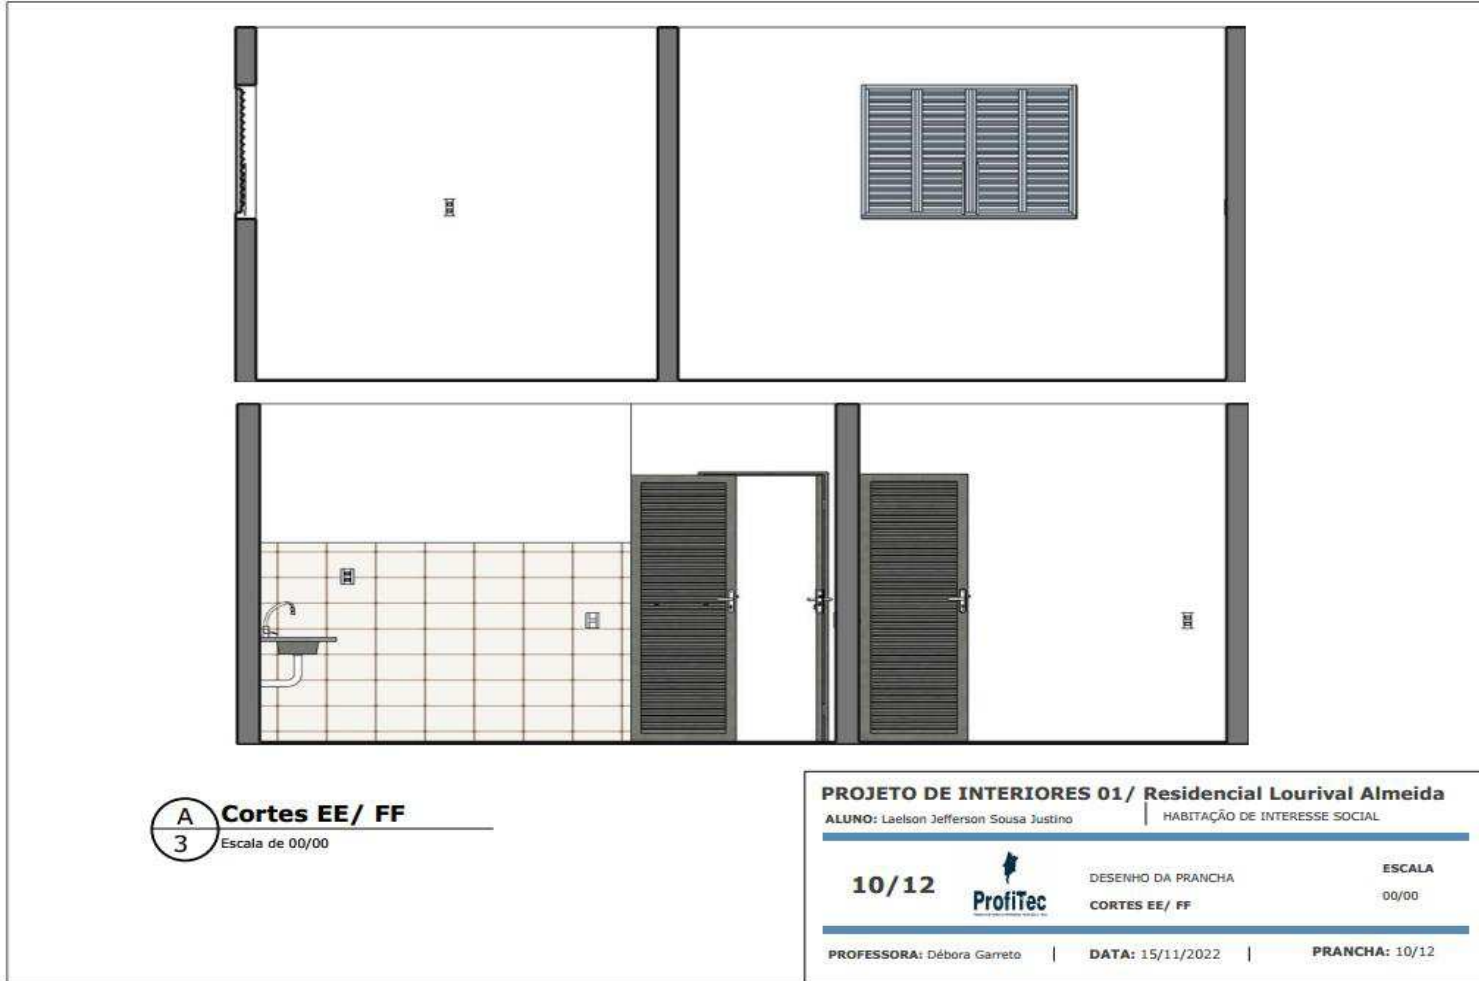 A
3
Cortes EE/ FF
Escala de 00/00
PROJETO DE INTERIORES 01/ Residencial Lourival Almeida
ALUNO: Laelson Jefferson Sousa Justino | HABITAÇÃO DE INTERESSE SOCIAL
10/12
ProfiTec
DESENHO DA PRANCHA
CORTES EE/ FF
ESCALA
00/00
PROFESSORA: Débora Garreto | DATA: 15/11/2022 | PRANCHA: 10/12